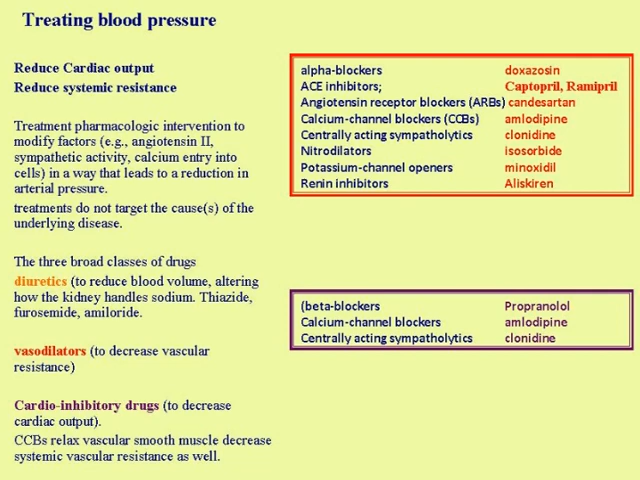 Treating blood pressure
Reduce Cardiac output
Reduce systemic resistance
Treatment pharmacologic intervention to
modify factors (e.g., angiotensin II,
sympathetic activity, calcium entry into
cells) in a way that leads to a reduction in
arterial pressure.
treatments do not target the cause(s) of the
underlying disease.
The three broad classes of drugs
diuretics (to reduce blood volume, altering
how the kidney handles sodium. Thiazide,
furosemide, amiloride.
vasodilators (to decrease vascular
resistance)
Cardio-inhibitory drugs (to decrease
cardiac output).
CCBs relax vascular smooth muscle decrease
systemic vascular resistance as well.
alpha-blockers doxazosin
ACE inhibitors; Captopril, Ramipril
Angiotensin receptor blockers (ARBs) candesartan
Calcium-channel blockers (CCBs) amlodipine
Centrally acting sympatholytics clonidine
Nitrodilators isosorbide
Potassium-channel openers minoxidil
Renin inhibitors Aliskiren
(beta-blockers Propranolol
Calcium-channel blockers amlodipine
Centrally acting sympatholytics clonidine